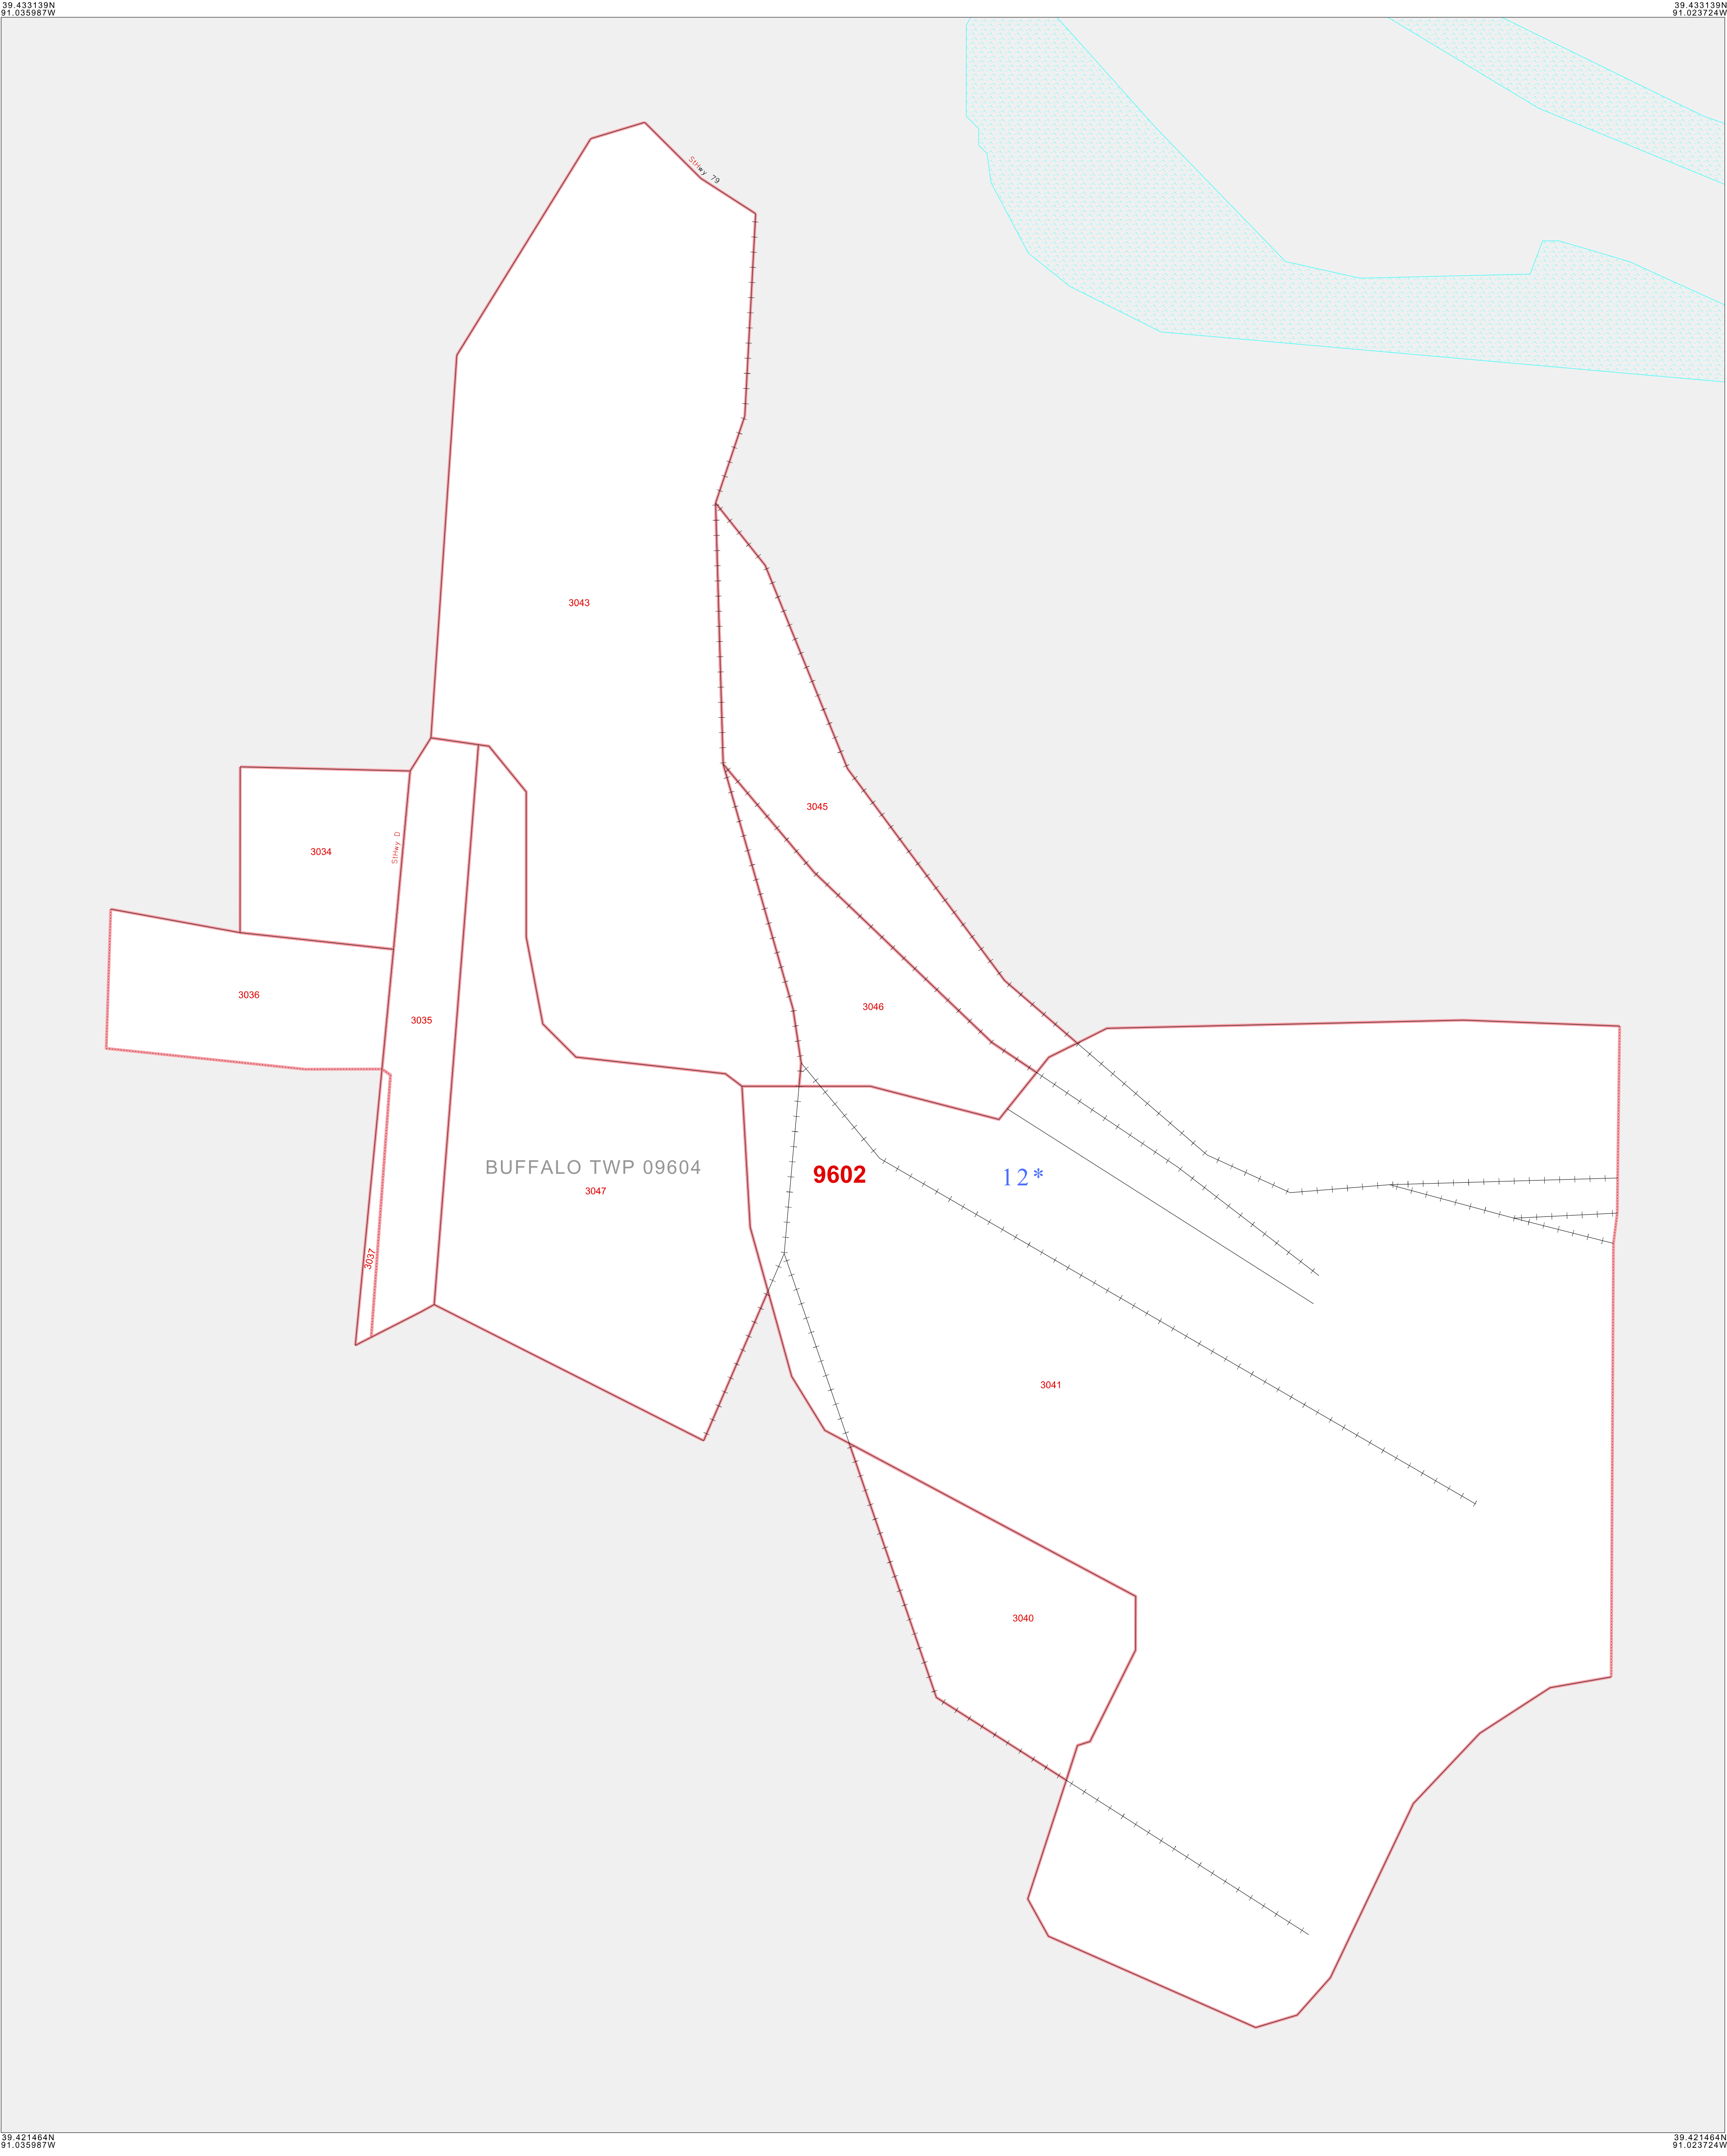 39.433139N
91.035987W
39.433139N
91.023724W
StHwy 79
3043
3045
StHwy D
3034
3036
3046
3035
BUFFALO TWP 09604
9602
12*
3047
3037
3041
3040
39.421464N
91.035987W
39.421464N
91.023724W